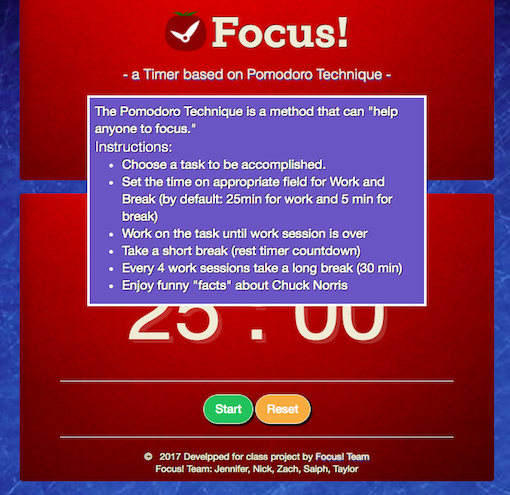 Focus!
- a Timer based on Pomodoro Technique -
The Pomodoro Technique is a method that can "help
anyone to focus."
Instructions:
• Choose a task to be accomplished.
• Set the time on appropriate field for Work and
Break (by default: 25min for work and 5 min for
break)
• Work on the task until work session is over
• Take a short break (rest timer countdown)
• Every 4 work sessions take a long break (30 min)
• Enjoy funny "facts" about Chuck Norris
25 : 00
Start Reset
© 2017 Develpped for class project by Focus! Team
Focus! Team: Jennifer, Nick, Zach, Salph, Taylor